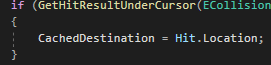 if (GetHitResultUnderCursor(ECollision
{
CachedDestination = Hit.Location;
}